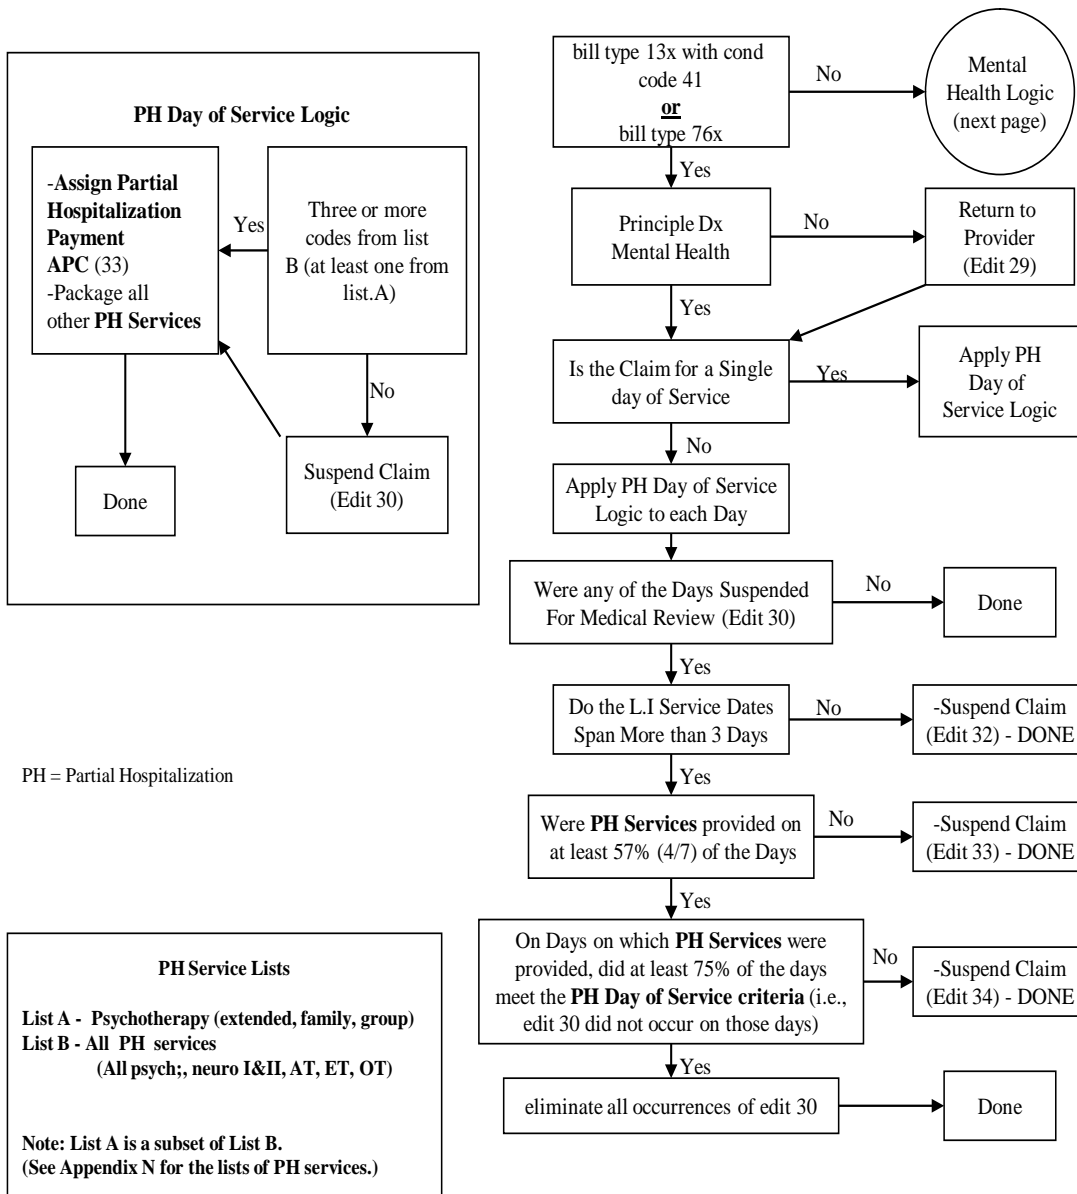 PH Day of Service Logic
-Assign Partial
Hospitalization
Payment
APC (33)
-Package all
other PH Services
Yes
Three or more
codes from list
B (at least one from
list.A)
No
Suspend Claim
(Edit 30)
Done
PH = Partial Hospitalization
PH Service Lists
List A - Psychotherapy (extended, family, group)
List B - All PH services
(All psych;, neuro I&II, AT, ET, OT)
Note: List A is a subset of List B.
(See Appendix N for the lists of PH services.)
bill type 13x with cond
code 41
or
bill type 76x
No
Mental
Health Logic
(next page)
Yes
Principle Dx
Mental Health
No
Return to
Provider
(Edit 29)
Yes
Is the Claim for a Single
day of Service
Yes
Apply PH
Day of
Service Logic
No
Apply PH Day of Service
Logic to each Day
Were any of the Days Suspended
For Medical Review (Edit 30)
No
Done
Yes
Do the L.I Service Dates
Span More than 3 Days
No
-Suspend Claim
(Edit 32) - DONE
Yes
Were PH Services provided on
at least 57% (4/7) of the Days
No
-Suspend Claim
(Edit 33) - DONE
Yes
On Days on which PH Services were
provided, did at least 75% of the days
meet the PH Day of Service criteria (i.e.,
edit 30 did not occur on those days)
No
-Suspend Claim
(Edit 34) - DONE
Yes
eliminate all occurrences of edit 30
Done